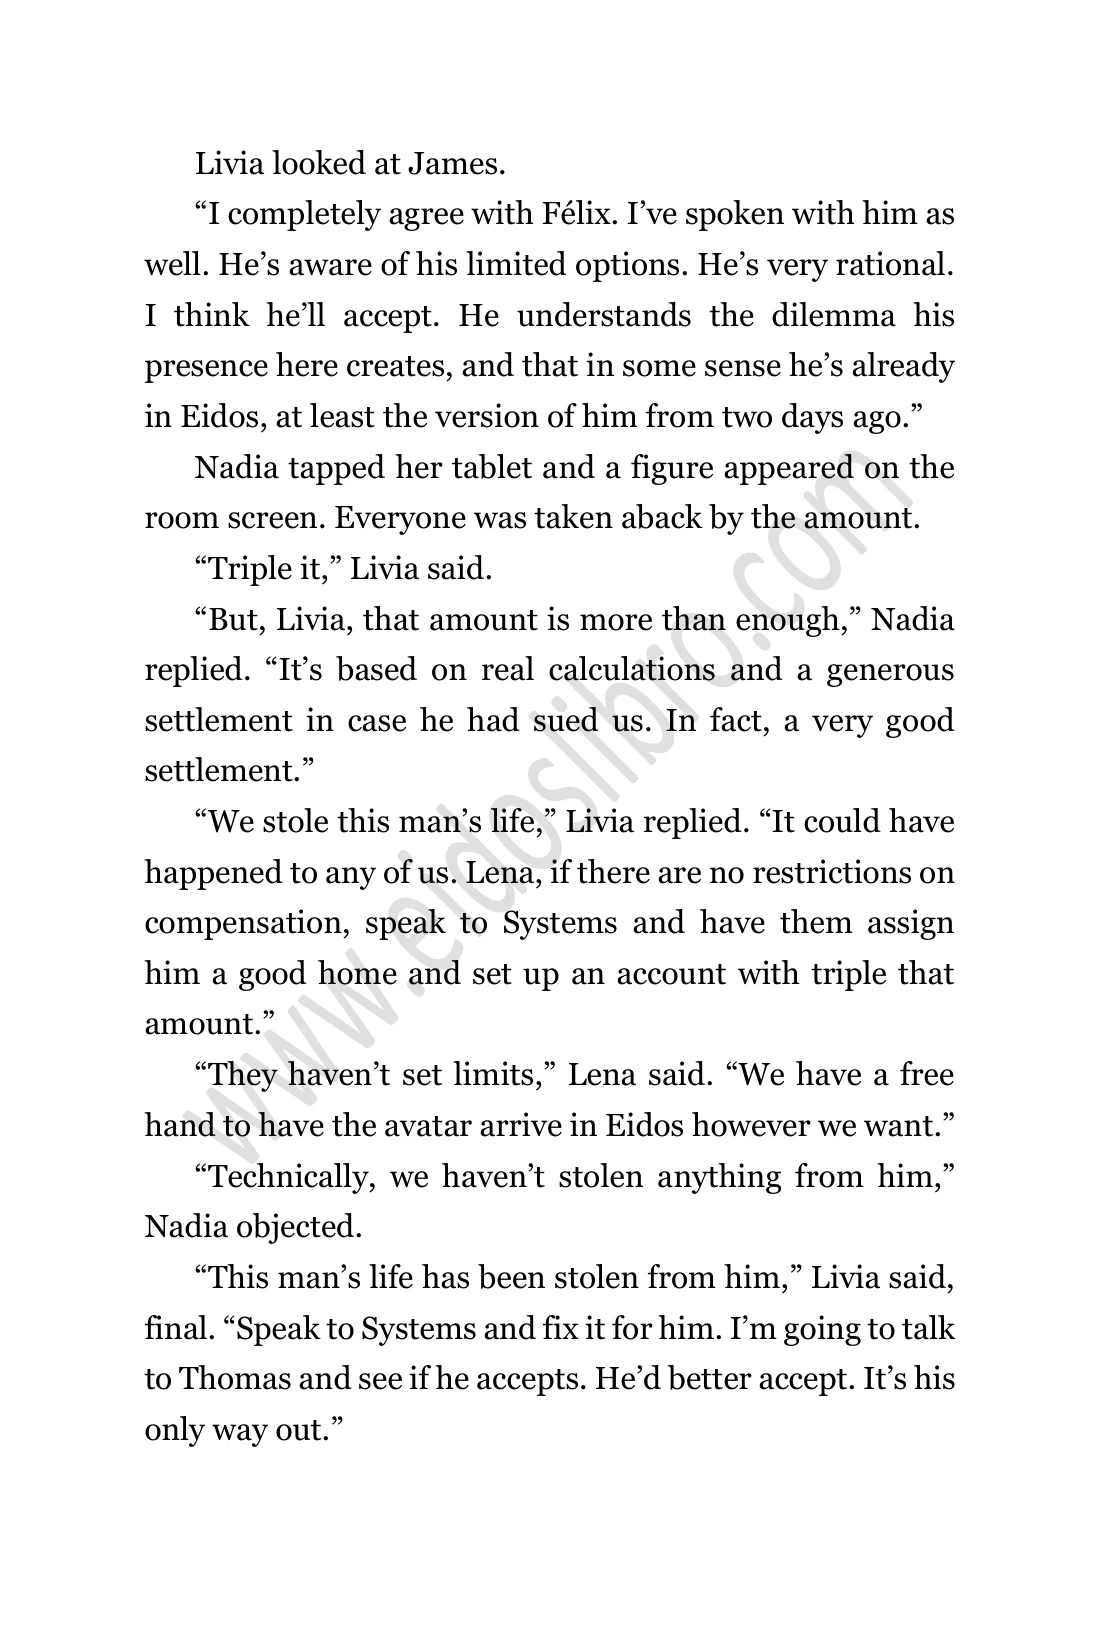 Livia looked at James.
“I completely agree with Félix. I’ve spoken with him as
well. He’s aware of his limited options. He’s very rational.
I think he’ll accept. He understands the dilemma his
presence here creates, and that in some sense he’s already
in Eidos, at least the version of him from two days ago.”
Nadia tapped her tablet and a figure appeared on the
room screen. Everyone was taken aback by the amount.
“Triple it,” Livia said.
“But, Livia, that amount is more than enough,” Nadia
replied. “It’s based on real calculations and a generous
settlement in case he had sued us. In fact, a very good
settlement.”
“We stole this man’s life,” Livia replied. “It could have
happened to any of us. Lena, if there are no restrictions on
compensation, speak to Systems and have them assign
him a good home and set up an account with triple that
amount.”
“They haven’t set limits,” Lena said. “We have a free
hand to have the avatar arrive in Eidos however we want.”
“Technically, we haven’t stolen anything from him,”
Nadia objected.
“This man’s life has been stolen from him,” Livia said,
final. “Speak to Systems and fix it for him. I’m going to talk
to Thomas and see if he accepts. He’d better accept. It’s his
only way out.”
www.eidoslibro.com